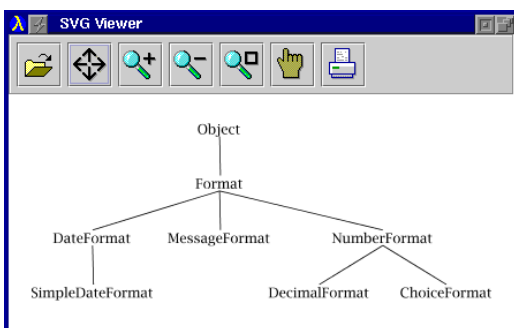 SVG Viewer
Object
Format
DateFormat MessageFormat NumberFormat
SimpleDateFormat DecimalFormat ChoiceFormat